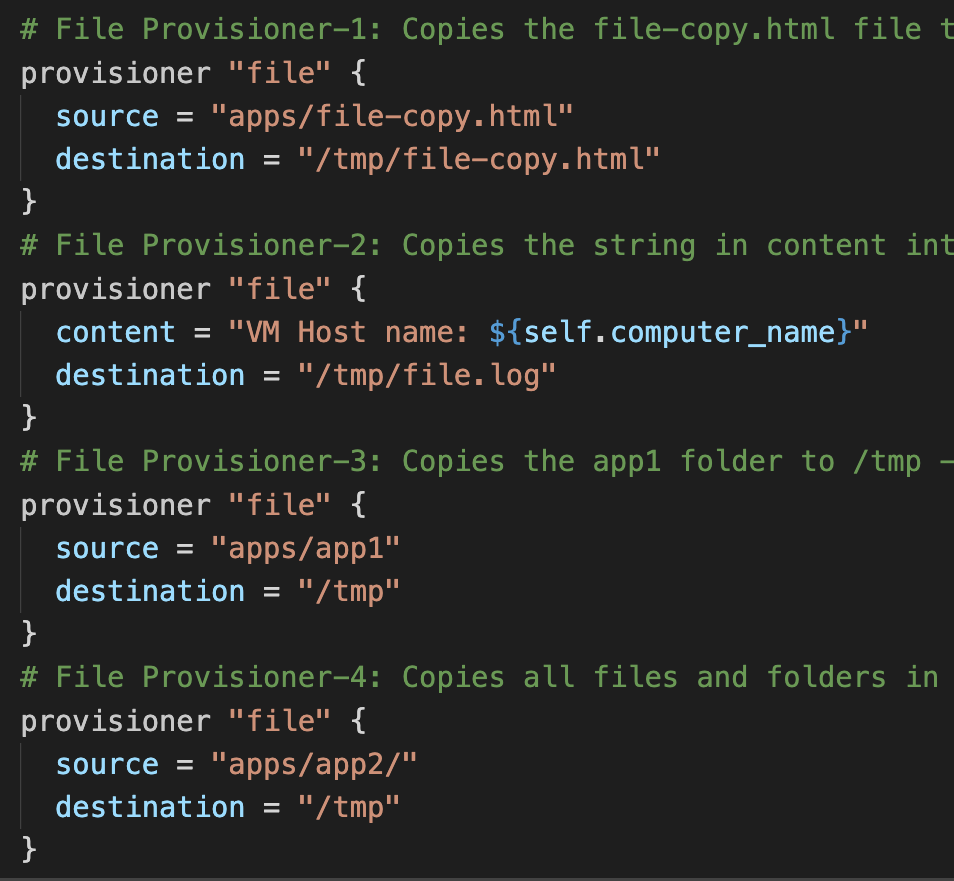 # File Provisioner-1: Copies the file-copy.html file
provisioner "file" {
  source = "apps/file-copy.html"
  destination = "/tmp/file-copy.html"
}
# File Provisioner-2: Copies the string in content
provisioner "file" {
  content = "VM Host name: ${self.computer_name}"
  destination = "/tmp/file.log"
}
# File Provisioner-3: Copies the app1 folder to /tmp -
provisioner "file" {
  source = "apps/app1"
  destination = "/tmp"
}
# File Provisioner-4: Copies all files and folders in
provisioner "file" {
  source = "apps/app2/"
  destination = "/tmp"
}